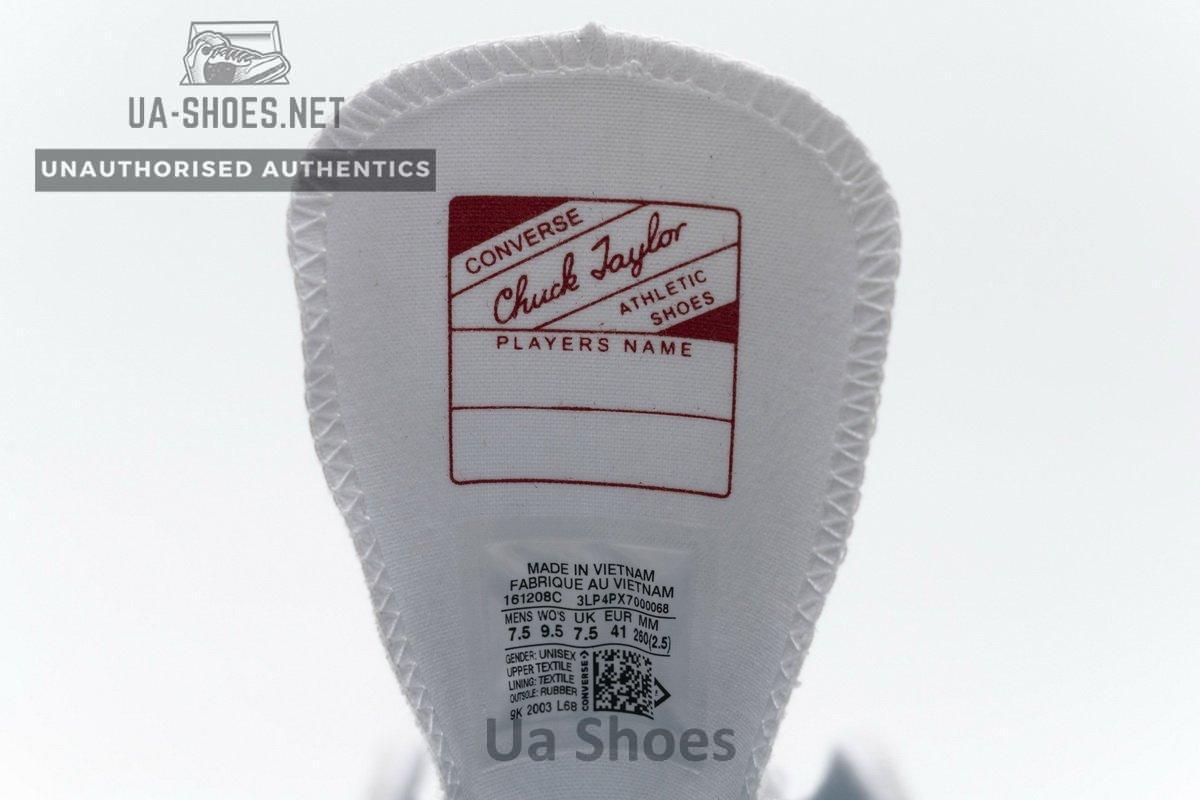 UA-SHOES.NET
UNAUTHORISED AUTHENTICS
CONVERSE
Chuck Taylor
ATHLETIC
SHOES
PLAYERS NAME
MADE IN VIETNAM
FABRIQUE AU VIETNAM
161208C 3LP4PX7000068
MENS WO'S UK EUR MM
7.5 9.5 7.5 41 260(2.5)
GENDER: UNISEX
UPPER TEXTILE
LINING: TEXTILE
OUTSOLE: RUBBER
9K 2003 L68
CONVERSE
Ua Shoes